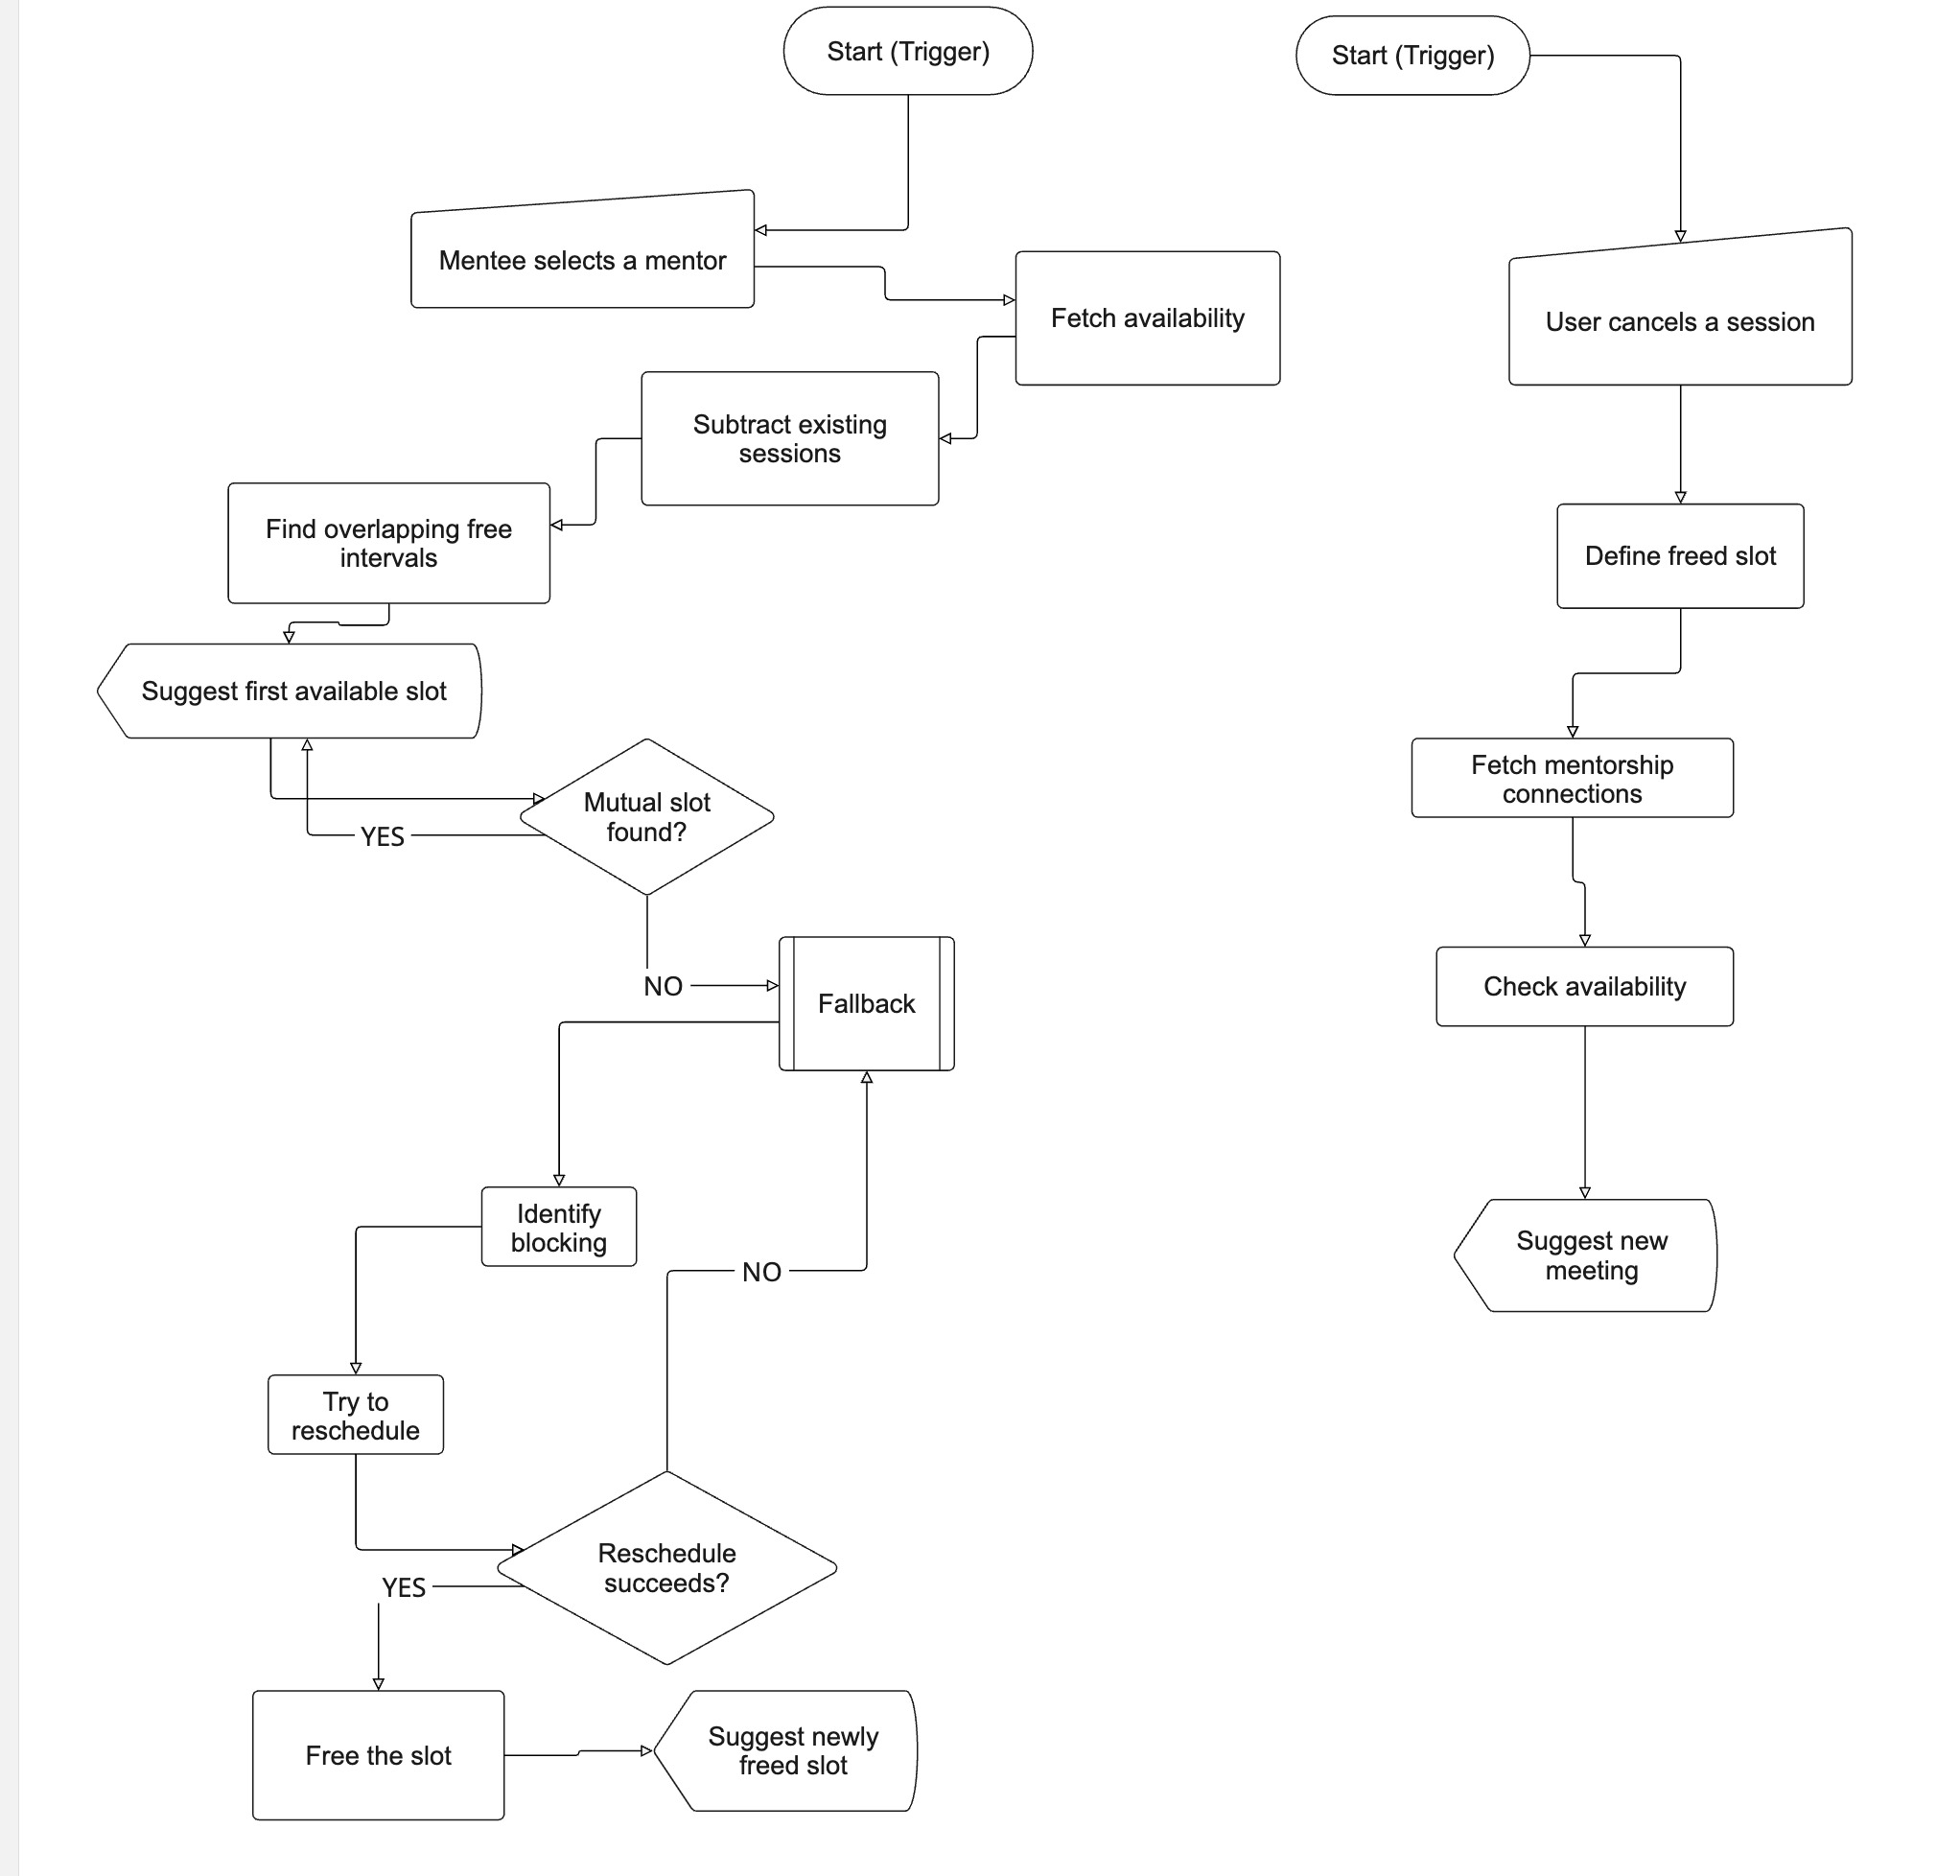 Start (Trigger)
Mentee selects a mentor
Fetch availability
Subtract existing
sessions
Find overlapping free
intervals
Suggest first available slot
Mutual slot
found?
YES
NO
Fallback
Identify
blocking
NO
Try to
reschedule
Reschedule
succeeds?
YES
Free the slot
Suggest newly
freed slot
Start (Trigger)
User cancels a session
Define freed slot
Fetch mentorship
connections
Check availability
Suggest new
meeting